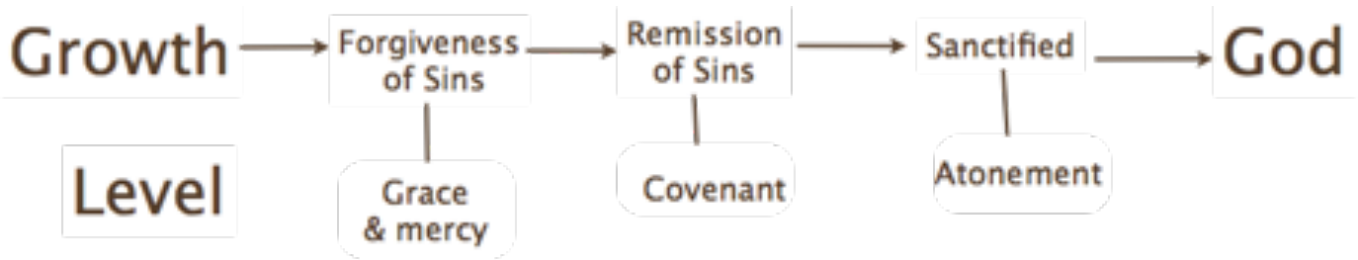 Growth
Forgiveness
of Sins
Remission
of Sins
Sanctified
God
Level
Grace
& mercy
Covenant
Atonement